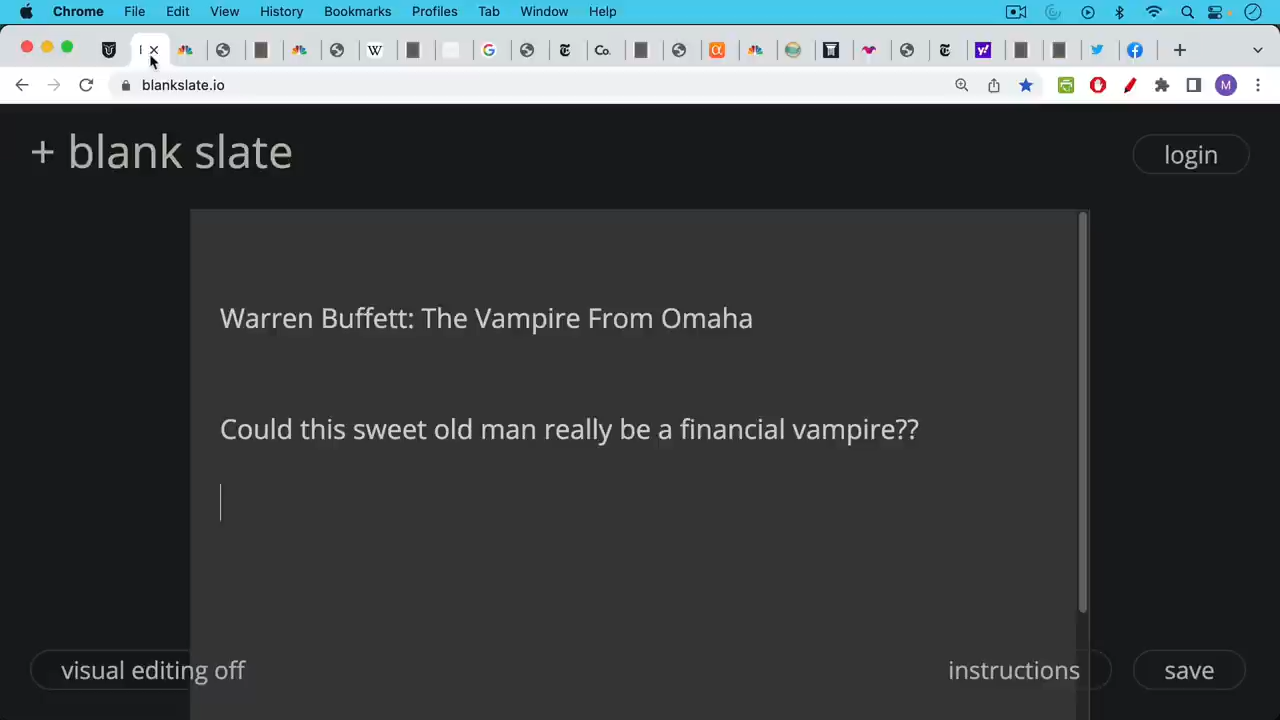 Chrome File Edit View History Bookmarks Profiles Tab Window Help
W G Co. y!
blankslate.io M
+ blank slate
login
Warren Buffett: The Vampire From Omaha
Could this sweet old man really be a financial vampire??
visual editing off
instructions
save